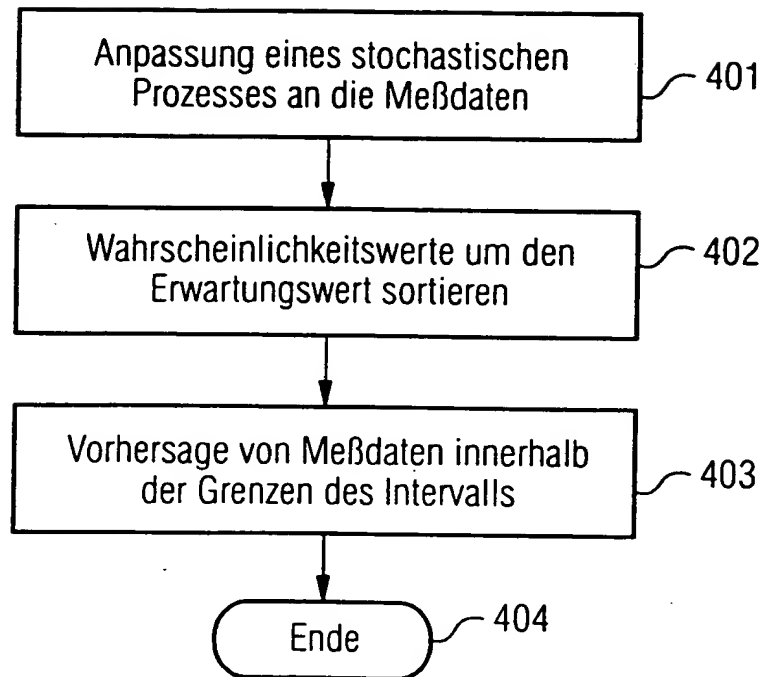 Anpassung eines stochastischen
Prozesses an die Meßdaten
401
Wahrscheinlichkeitswerte um den
Erwartungswert sortieren
402
Vorhersage von Meßdaten innerhalb
der Grenzen des Intervalls
403
Ende
404